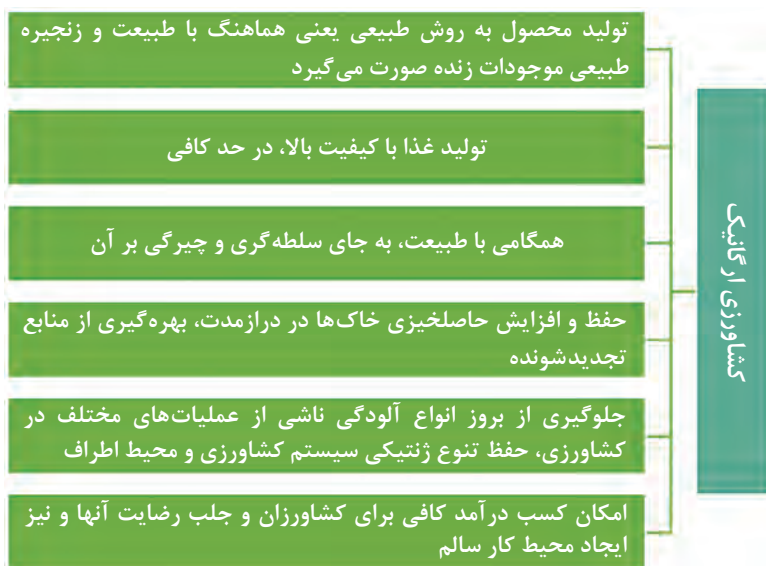 کشاورزی ارگانیک
تولید محصول به روش طبیعی یعنی هماهنگ با طبیعت و زنجیره
طبیعی موجودات زنده صورت می‌گیرد
تولید غذا با کیفیت بالا، در حد کافی
همگامی با طبیعت، به جای سلطه‌گری و چیرگی بر آن
حفظ و افزایش حاصلخیزی خاک‌ها در درازمدت، بهره‌گیری از منابع
تجدیدشونده
جلوگیری از بروز انواع آلودگی ناشی از عملیات‌های مختلف در
کشاورزی، حفظ تنوع ژنتیکی سیستم کشاورزی و محیط اطراف
امکان کسب درآمد کافی برای کشاورزان و جلب رضایت آنها و نیز
ایجاد محیط کار سالم